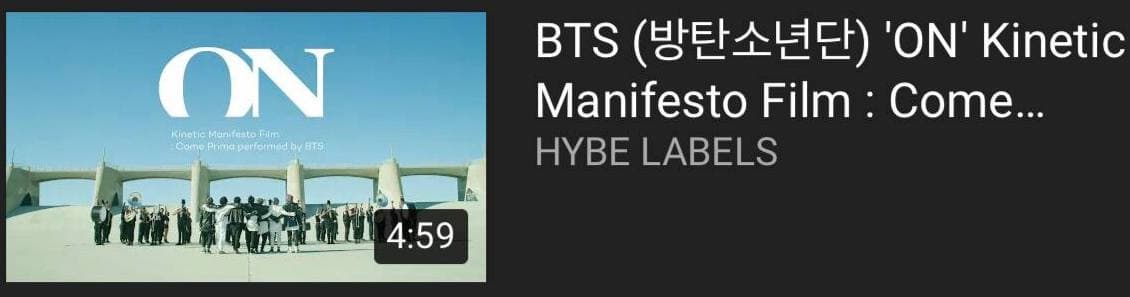 ON
Kinetic Manifesto Film
: Come Prima performed by BTS
4:59
BTS (방탄소년단) 'ON' Kinetic
Manifesto Film : Come...
HYBE LABELS